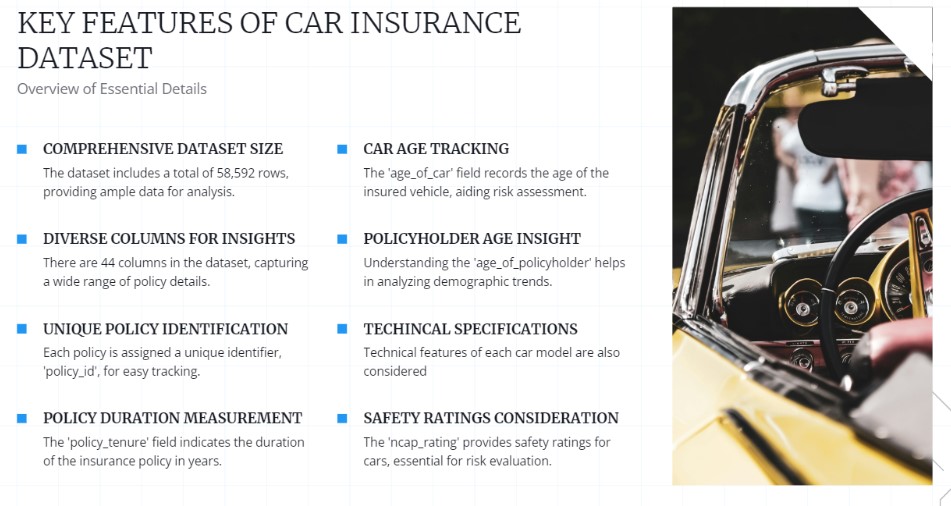 KEY FEATURES OF CAR INSURANCE
DATASET
Overview of Essential Details
COMPREHENSIVE DATASET SIZE
The dataset includes a total of 58,592 rows,
providing ample data for analysis.
DIVERSE COLUMNS FOR INSIGHTS
There are 44 columns in the dataset, capturing
a wide range of policy details.
UNIQUE POLICY IDENTIFICATION
Each policy is assigned a unique identifier,
'policy_id', for easy tracking.
POLICY DURATION MEASUREMENT
The 'policy_tenure' field indicates the duration
of the insurance policy in years.
CAR AGE TRACKING
The 'age_of_car' field records the age of the
insured vehicle, aiding risk assessment.
POLICYHOLDER AGE INSIGHT
Understanding the 'age_of_policyholder' helps
in analyzing demographic trends.
TECHINCAL SPECIFICATIONS
Technical features of each car model are also
considered
SAFETY RATINGS CONSIDERATION
The 'ncap_rating' provides safety ratings for
cars, essential for risk evaluation.